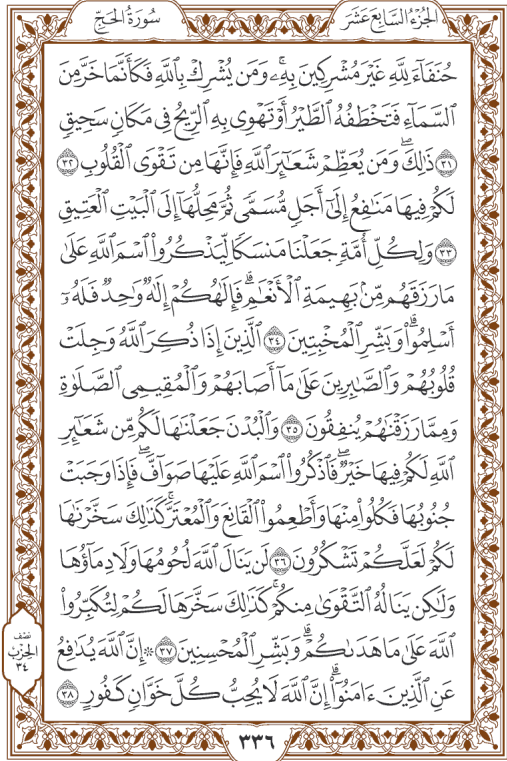 الجزء السابع عشر
سورة الحج
حُنَفَآءَ لِلَّهِ غَيْرَ مُشْرِكِينَ بِهِۦۚ وَمَن يُشْرِكْ بِٱللَّهِ فَكَأَنَّمَا خَرَّ مِنَ
ٱلسَّمَآءِ فَتَخْطَفُهُ ٱلطَّيْرُ أَوْ تَهْوِى بِهِ ٱلرِّيحُ فِى مَكَانٍ سَحِيقٍ
٣١ ذَٰلِكَۖ وَمَن يُعَظِّمْ شَعَٰٓئِرَ ٱللَّهِ فَإِنَّهَا مِن تَقْوَى ٱلْقُلُوبِ ٣٢
لَكُمْ فِيهَا مَنَٰفِعُ إِلَىٰٓ أَجَلٍ مُّسَمًّى ثُمَّ مَحِلُّهَآ إِلَى ٱلْبَيْتِ ٱلْعَتِيقِ
٣٣ وَلِكُلِّ أُمَّةٍ جَعَلْنَا مَنسَكًا لِّيَذْكُرُوا۟ ٱسْمَ ٱللَّهِ عَلَىٰ
مَا رَزَقَهُم مِّنۢ بَهِيمَةِ ٱلْأَنْعَٰمِۗ فَإِلَٰهُكُمْ إِلَٰهٌ وَٰحِدٌ فَلَهُۥٓ
أَسْلِمُوا۟ۗ وَبَشِّرِ ٱلْمُخْبِتِينَ ٣٤ ٱلَّذِينَ إِذَا ذُكِرَ ٱللَّهُ وَجِلَتْ
قُلُوبُهُمْ وَٱلصَّٰبِرِينَ عَلَىٰ مَآ أَصَابَهُمْ وَٱلْمُقِيمِى ٱلصَّلَوٰةِ
وَمِمَّا رَزَقْنَٰهُمْ يُنفِقُونَ ٣٥ وَٱلْبُدْنَ جَعَلْنَٰهَا لَكُم مِّن شَعَٰٓئِرِ
ٱللَّهِ لَكُمْ فِيهَا خَيْرٌۖ فَٱذْكُرُوا۟ ٱسْمَ ٱللَّهِ عَلَيْهَا صَوَآفَّۖ فَإِذَا وَجَبَتْ
جُنُوبُهَا فَكُلُوا۟ مِنْهَا وَأَطْعِمُوا۟ ٱلْقَانِعَ وَٱلْمُعْتَرَّۚ كَذَٰلِكَ سَخَّرْنَٰهَا
لَكُمْ لَعَلَّكُمْ تَشْكُرُونَ ٣٦ لَن يَنَالَ ٱللَّهَ لُحُومُهَا وَلَا دِمَآؤُهَا
وَلَٰكِن يَنَالُهُ ٱلتَّقْوَىٰ مِنكُمْۚ كَذَٰلِكَ سَخَّرَهَا لَكُمْ لِتُكَبِّرُوا۟
ٱللَّهَ عَلَىٰ مَا هَدَىٰكُمْۗ وَبَشِّرِ ٱلْمُحْسِنِينَ ٣٧ ۞ إِنَّ ٱللَّهَ يُدَٰفِعُ
عَنِ ٱلَّذِينَ ءَامَنُوٓا۟ۗ إِنَّ ٱللَّهَ لَا يُحِبُّ كُلَّ خَوَّانٍ كَفُورٍ ٣٨
نصف
الحزب
٣٤
٣٣٦